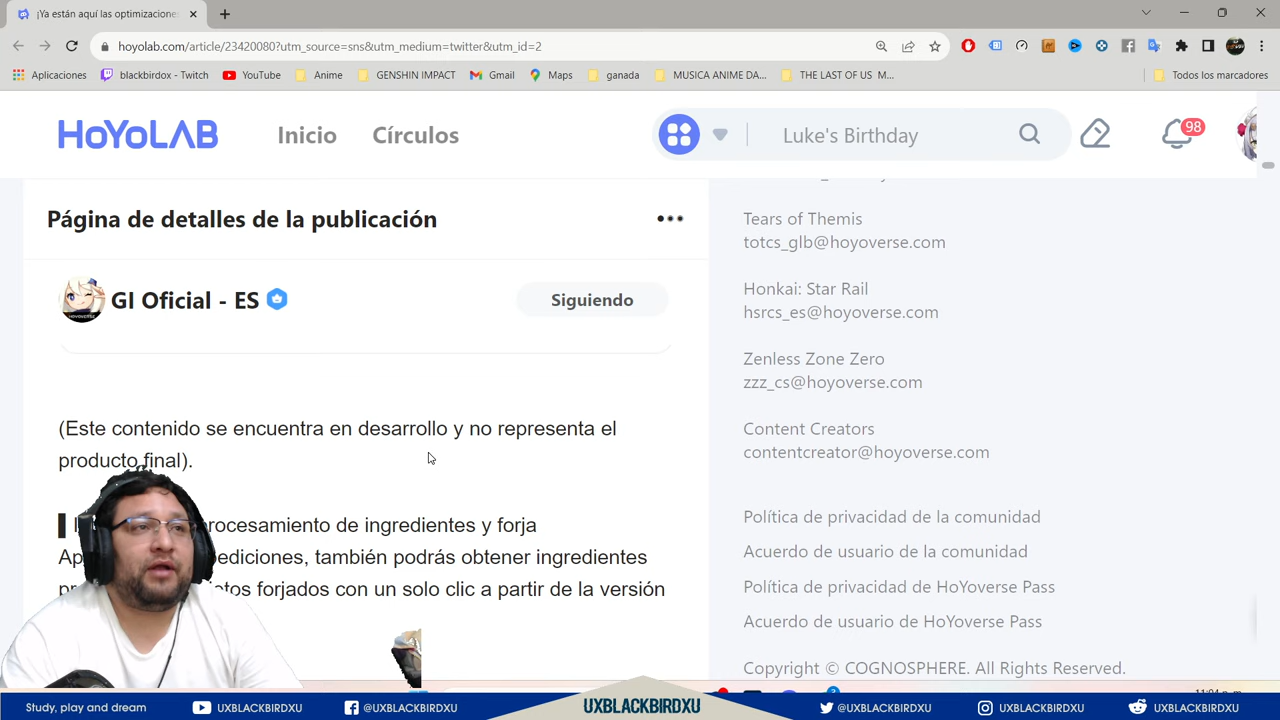 ¡Ya están aquí las optimizaciones
hoyolab.com/article/23420080?utm_source=sns&utm_medium=twitter&utm_id=2
Aplicaciones
blackbirdox - Twitch
YouTube
Anime
GENSHIN IMPACT
Gmail
Maps
ganada
MUSICA ANIME DA...
THE LAST OF US M...
Todos los marcadores
HoYoLAB
Inicio
Círculos
Luke's Birthday
98
Página de detalles de la publicación
GI Oficial - ES
Siguiendo
(Este contenido se encuentra en desarrollo y no representa el
producto final).
rocesamiento de ingredientes y forja
ediciones, también podrás obtener ingredientes
tos forjados con un solo clic a partir de la versión
Tears of Themis
totcs_glb@hoyoverse.com
Honkai: Star Rail
hsrcs_es@hoyoverse.com
Zenless Zone Zero
zzz_cs@hoyoverse.com
Content Creators
contentcreator@hoyoverse.com
Política de privacidad de la comunidad
Acuerdo de usuario de la comunidad
Política de privacidad de HoYoverse Pass
Acuerdo de usuario de HoYoverse Pass
Copyright © COGNOSPHERE. All Rights Reserved.
Study, play and dream
UXBLACKBIRDXU
@UXBLACKBIRDXU
UXBLACKBIRDXU
@UXBLACKBIRDXU
UXBLACKBIRDXU
UXBLACKBIRDXU